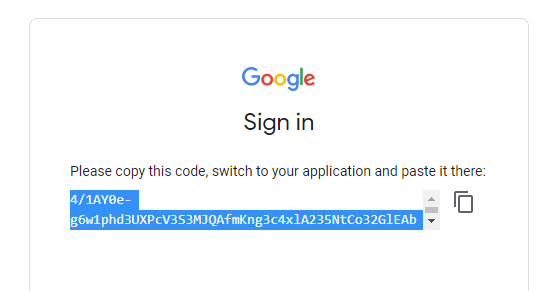 Google
Sign in
Please copy this code, switch to your application and paste it there:
4/1AY0e-
g6w1phd3UXPcV3S3MJQAfmKng3c4xlA235NtCo32GlEAb